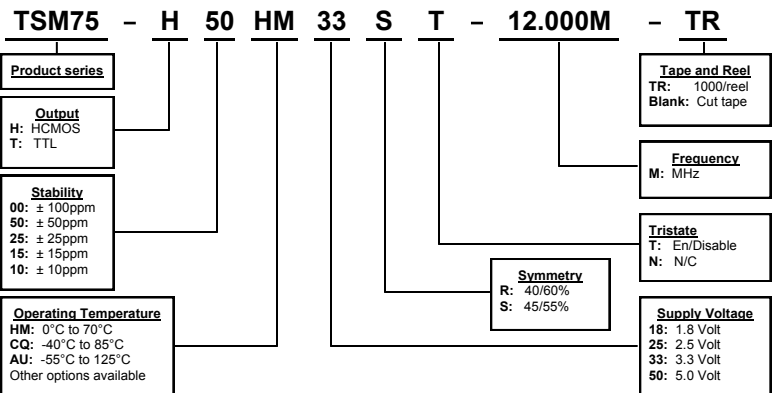 TSM75 – H 50 HM 33 S T – 12.000M – TR
Product series
Output
H: HCMOS
T: TTL
Stability
00: ± 100ppm
50: ± 50ppm
25: ± 25ppm
15: ± 15ppm
10: ± 10ppm
Operating Temperature
HM: 0°C to 70°C
CQ: -40°C to 85°C
AU: -55°C to 125°C
Other options available
Symmetry
R: 40/60%
S: 45/55%
Tape and Reel
TR: 1000/reel
Blank: Cut tape
Frequency
M: MHz
Tristate
T: En/Disable
N: N/C
Supply Voltage
18: 1.8 Volt
25: 2.5 Volt
33: 3.3 Volt
50: 5.0 Volt